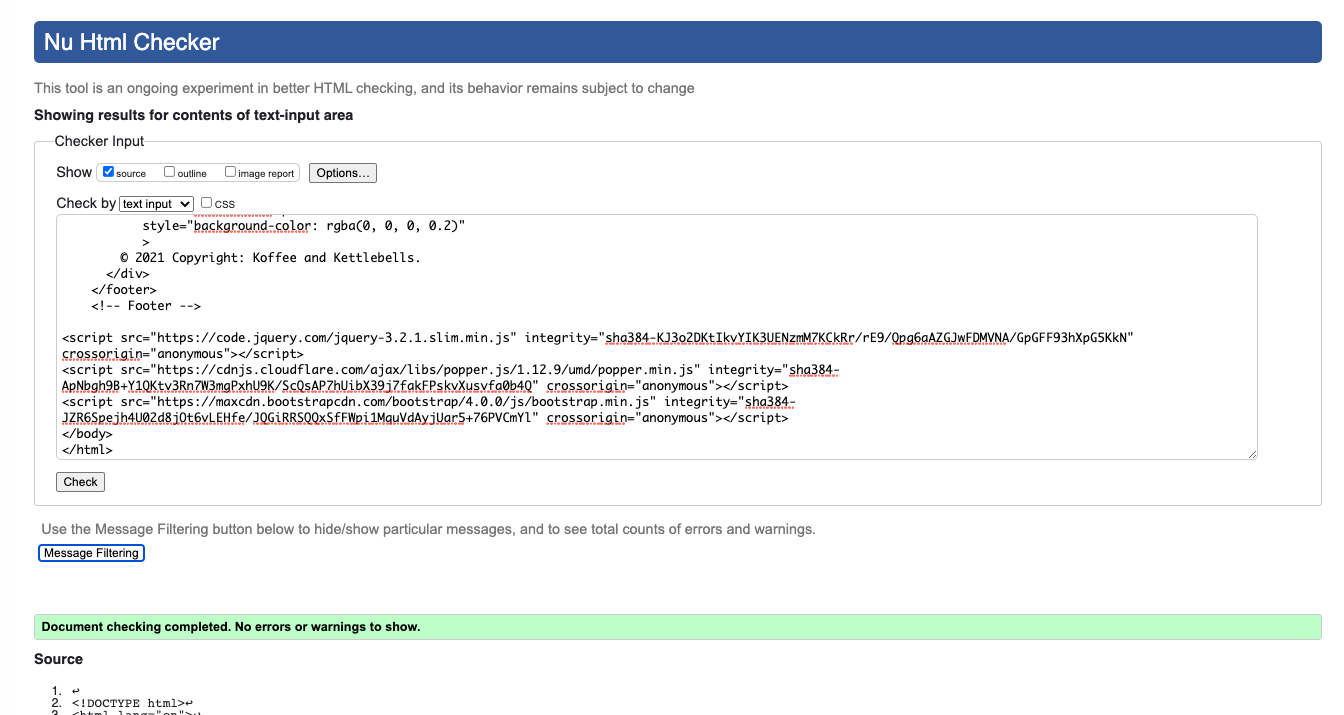 Nu Html Checker
This tool is an ongoing experiment in better HTML checking, and its behavior remains subject to change
Showing results for contents of text-input area
Checker Input
Show source outline image report Options...
Check by text input css
style="background-color: rgba(0, 0, 0, 0.2)"
>
© 2021 Copyright: Koffee and Kettlebells.
</div>
</footer>
<!-- Footer -->
<script src="https://code.jquery.com/jquery-3.2.1.slim.min.js" integrity="sha384-KJ3o2DKtIkvYIK3UENzmM7KCkRr/rE9/Qpg6aAZGJwFDMVNA/GpGFF93hXpG5KkN"
crossorigin="anonymous"></script>
<script src="https://cdnjs.cloudflare.com/ajax/libs/popper.js/1.12.9/umd/popper.min.js" integrity="sha384-
ApNbgh9B+Y1QKtv3Rn7W3mgPxhU9K/ScQsAP7hUibX39j7fakFPskvXusvfa0b4Q" crossorigin="anonymous"></script>
<script src="https://maxcdn.bootstrapcdn.com/bootstrap/4.0.0/js/bootstrap.min.js" integrity="sha384-
JZR6Spejh4U02d8jOt6vLEHfe/JQGiRRSQQxSfFWpi1MquVdAyjUar5+76PVCmYl" crossorigin="anonymous"></script>
</body>
</html>
Check
Use the Message Filtering button below to hide/show particular messages, and to see total counts of errors and warnings.
Message Filtering
Document checking completed. No errors or warnings to show.
Source
1. ↩
2. <!DOCTYPE html>↩
3. <html lang="en">↩